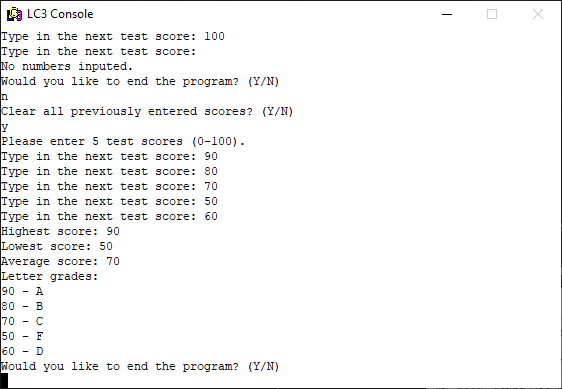 LC3 Console
Type in the next test score: 100
Type in the next test score:
No numbers inputed.
Would you like to end the program? (Y/N)
n
Clear all previously entered scores? (Y/N)
y
Please enter 5 test scores (0-100).
Type in the next test score: 90
Type in the next test score: 80
Type in the next test score: 70
Type in the next test score: 50
Type in the next test score: 60
Highest score: 90
Lowest score: 50
Average score: 70
Letter grades:
90 - A
80 - B
70 - C
50 - F
60 - D
Would you like to end the program? (Y/N)